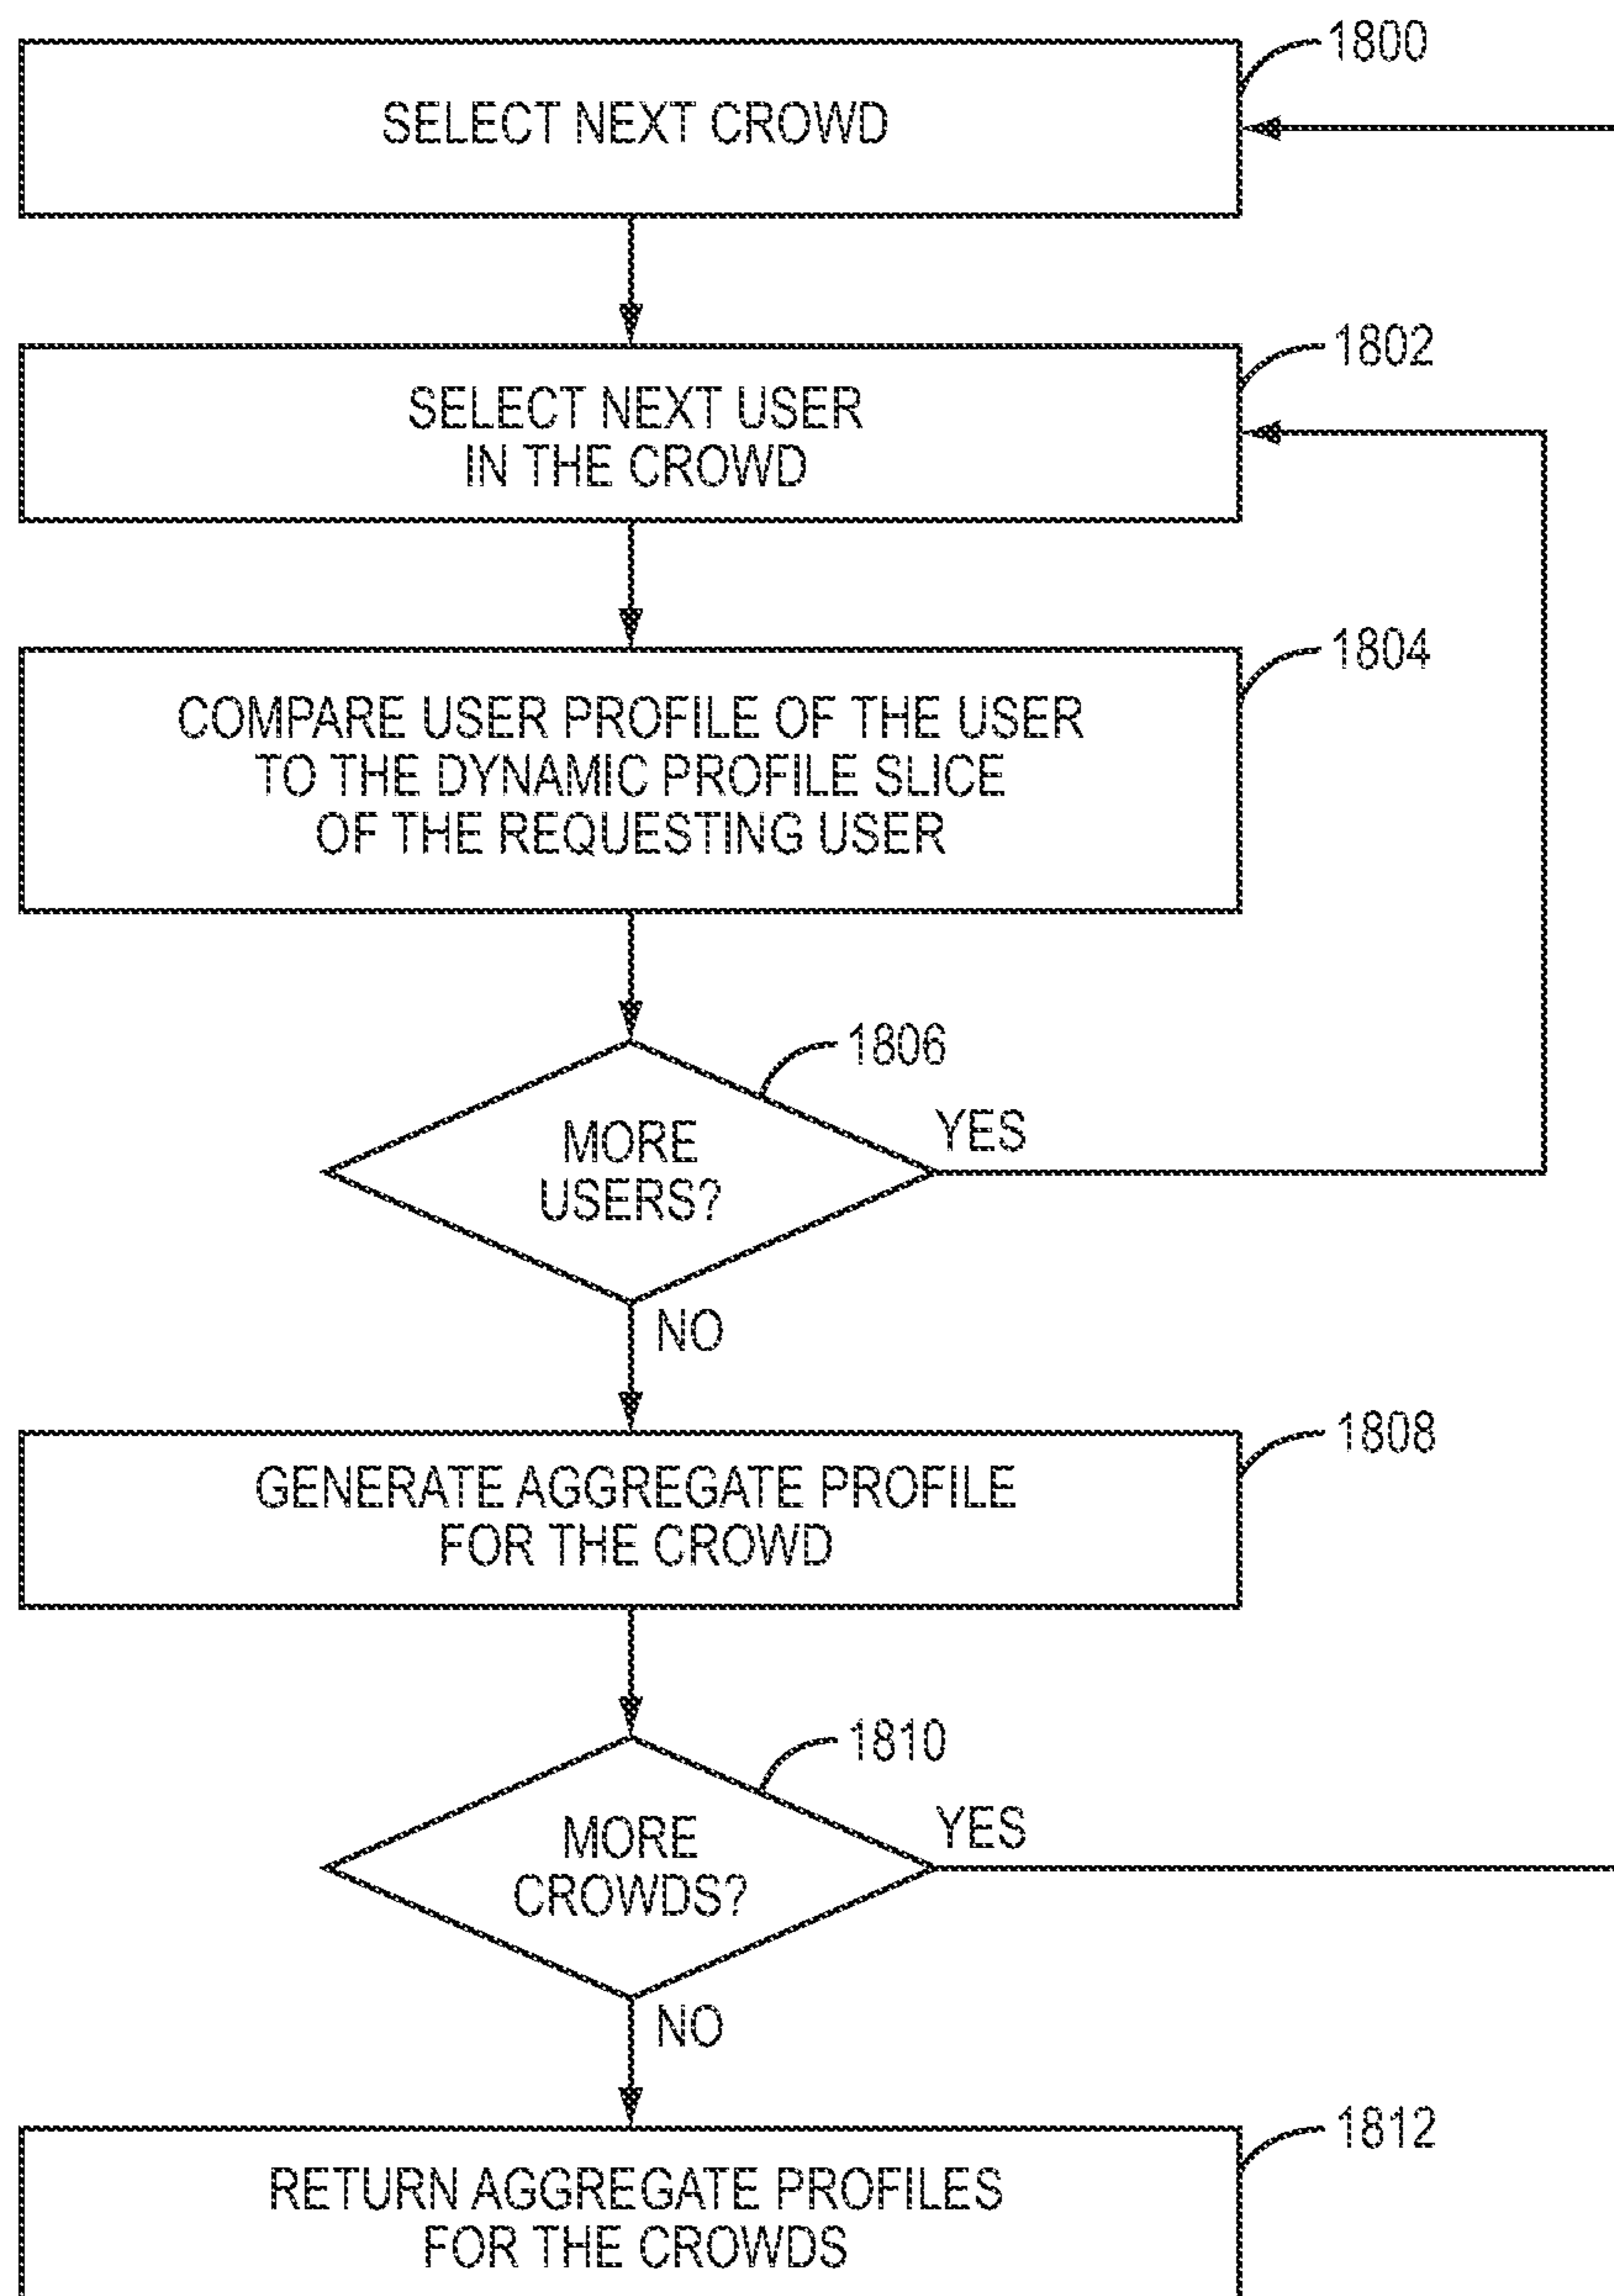 1800
SELECT NEXT CROWD
1802
SELECT NEXT USER
IN THE CROWD
1804
COMPARE USER PROFILE OF THE USER
TO THE DYNAMIC PROFILE SLICE
OF THE REQUESTING USER
1806
MORE
USERS?
YES
NO
1808
GENERATE AGGREGATE PROFILE
FOR THE CROWD
1810
MORE
CROWDS?
YES
NO
1812
RETURN AGGREGATE PROFILES
FOR THE CROWDS